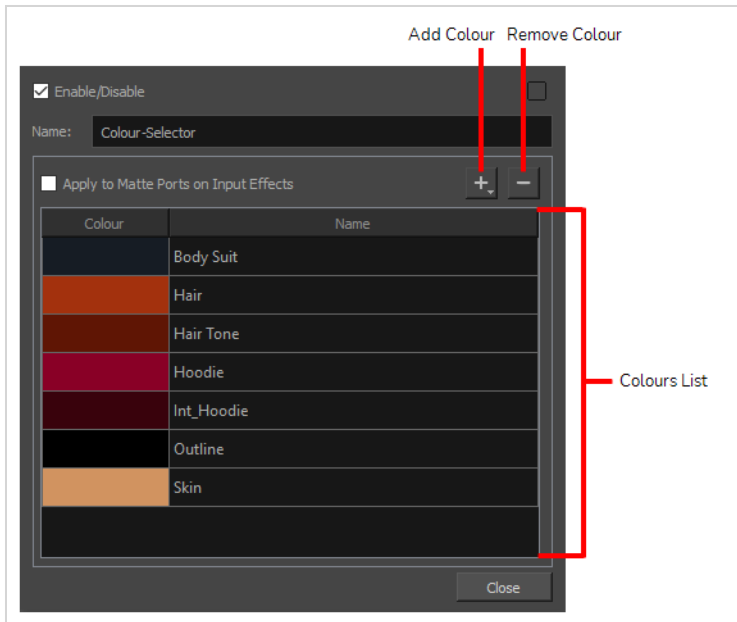 Add Colour Remove Colour
Enable/Disable
Name: Colour-Selector
Apply to Matte Ports on Input Effects
Colour Name
Body Suit
Hair
Hair Tone
Hoodie
Colours List
Int_Hoodie
Outline
Skin
Close